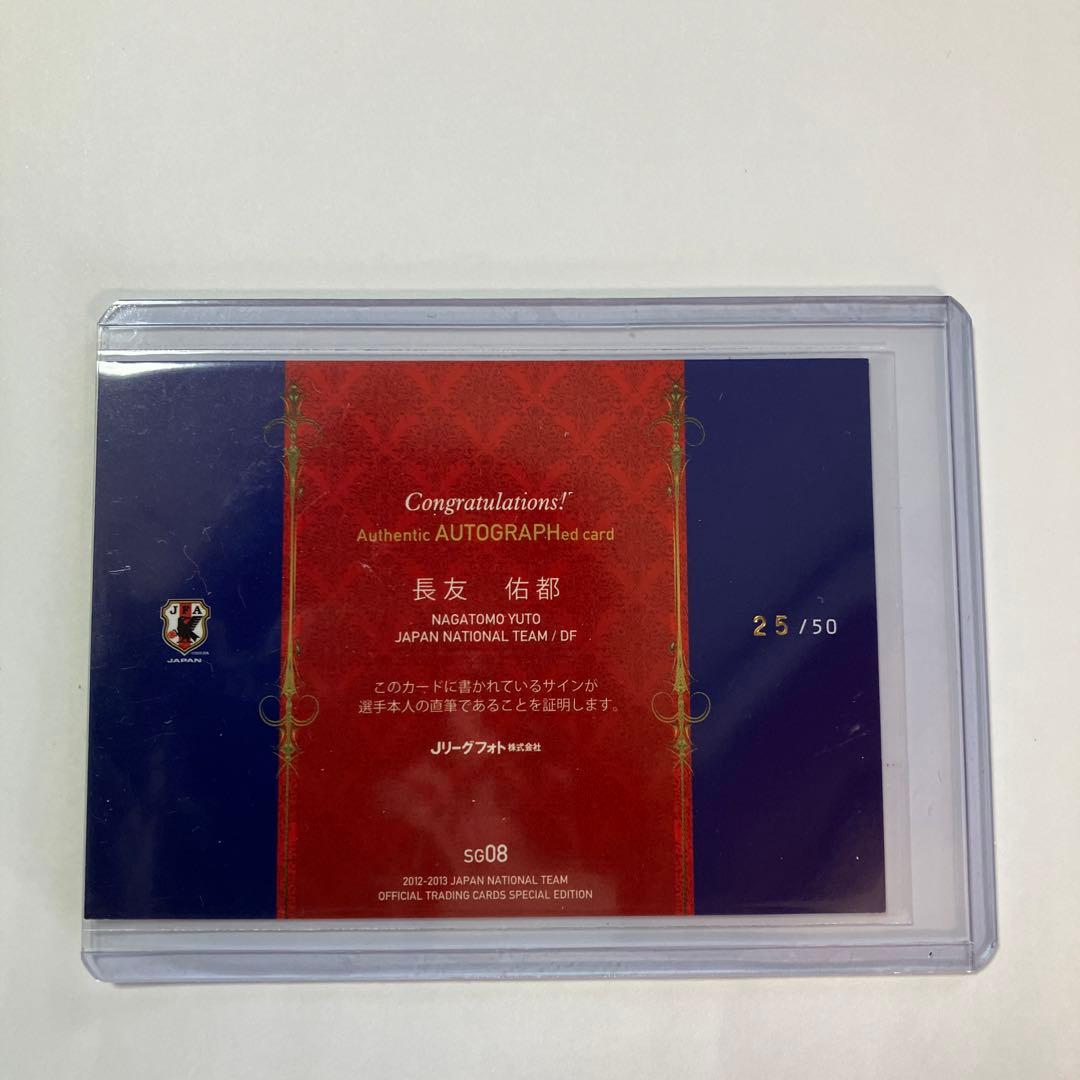 Congratulations!
Authentic AUTOGRAPHed card
長友 佑都
NAGATOMO YUTO
JAPAN NATIONAL TEAM / DF
JFA
JAPAN
25/50
このカードに書かれているサインが
選手本人の直筆であることを証明します。
Jリーグフォト株式会社
SG08
2012-2013 JAPAN NATIONAL TEAM
OFFICIAL TRADING CARDS SPECIAL EDITION